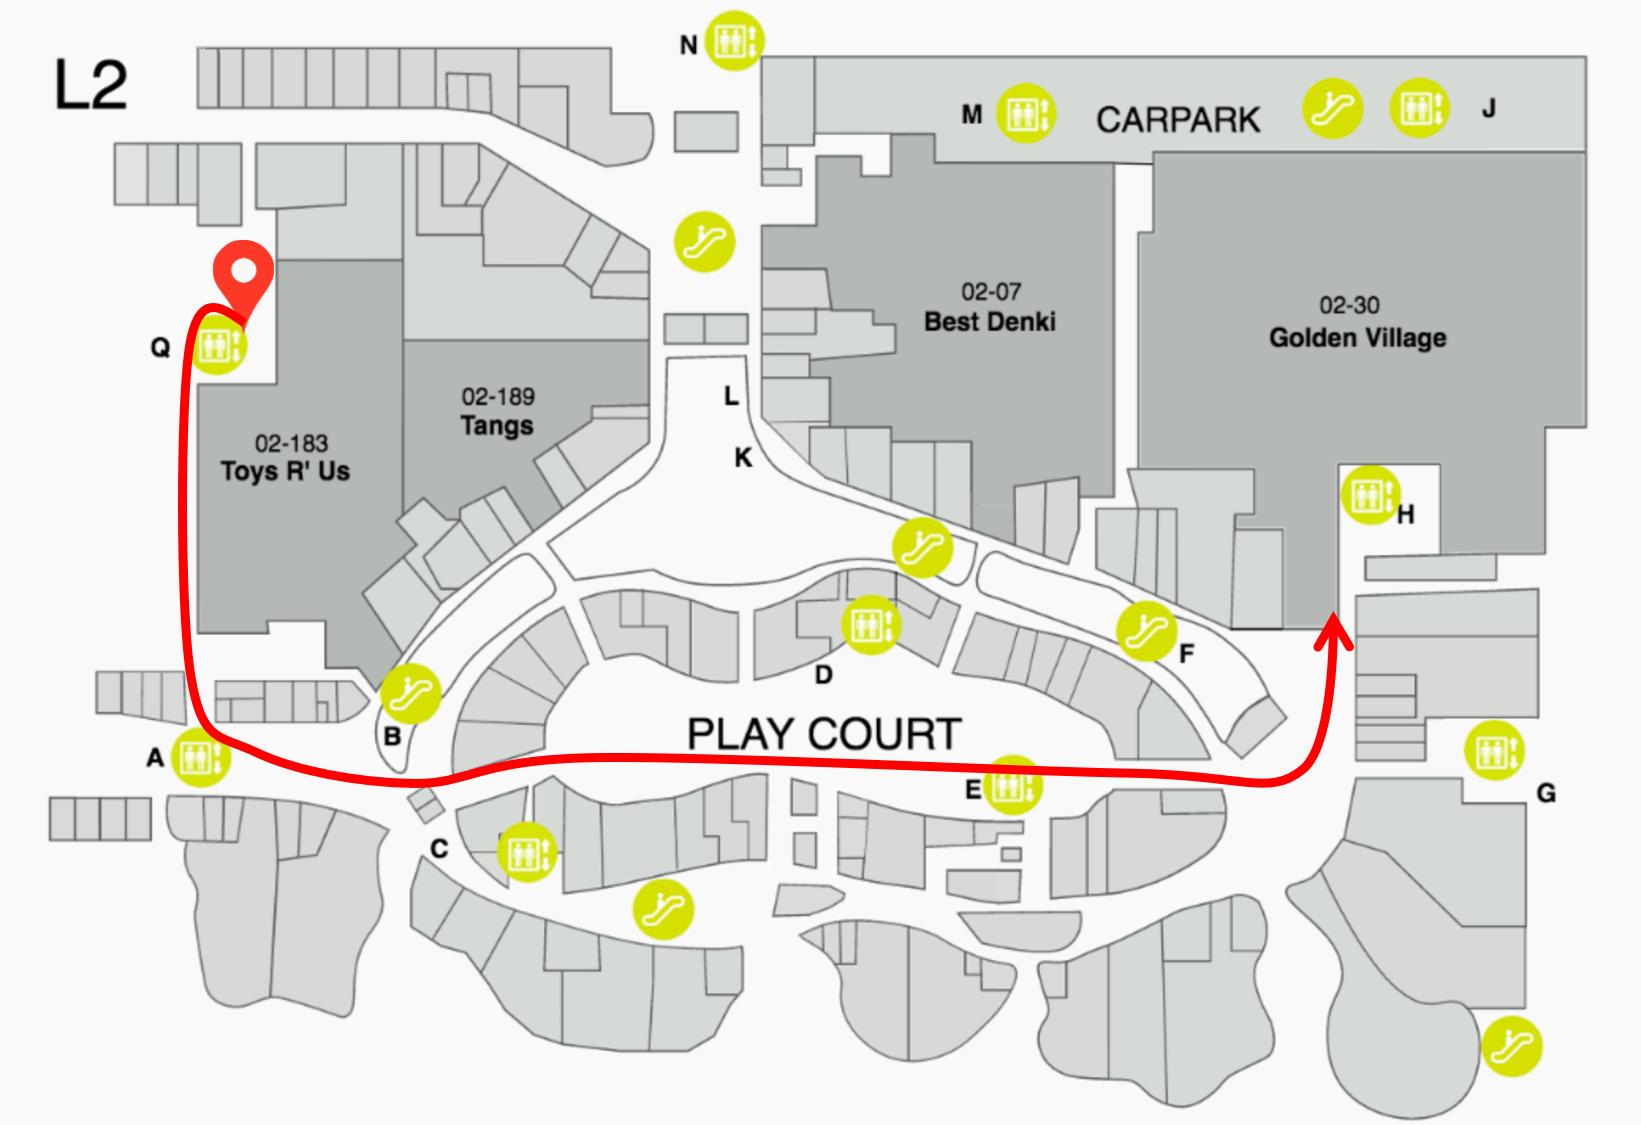 L2
N
M
CARPARK
J
02-07
Best Denki
02-30
Golden Village
Q
02-189
Tangs
L
02-183
Toys R' Us
K
H
F
D
B
PLAY COURT
A
E
G
C